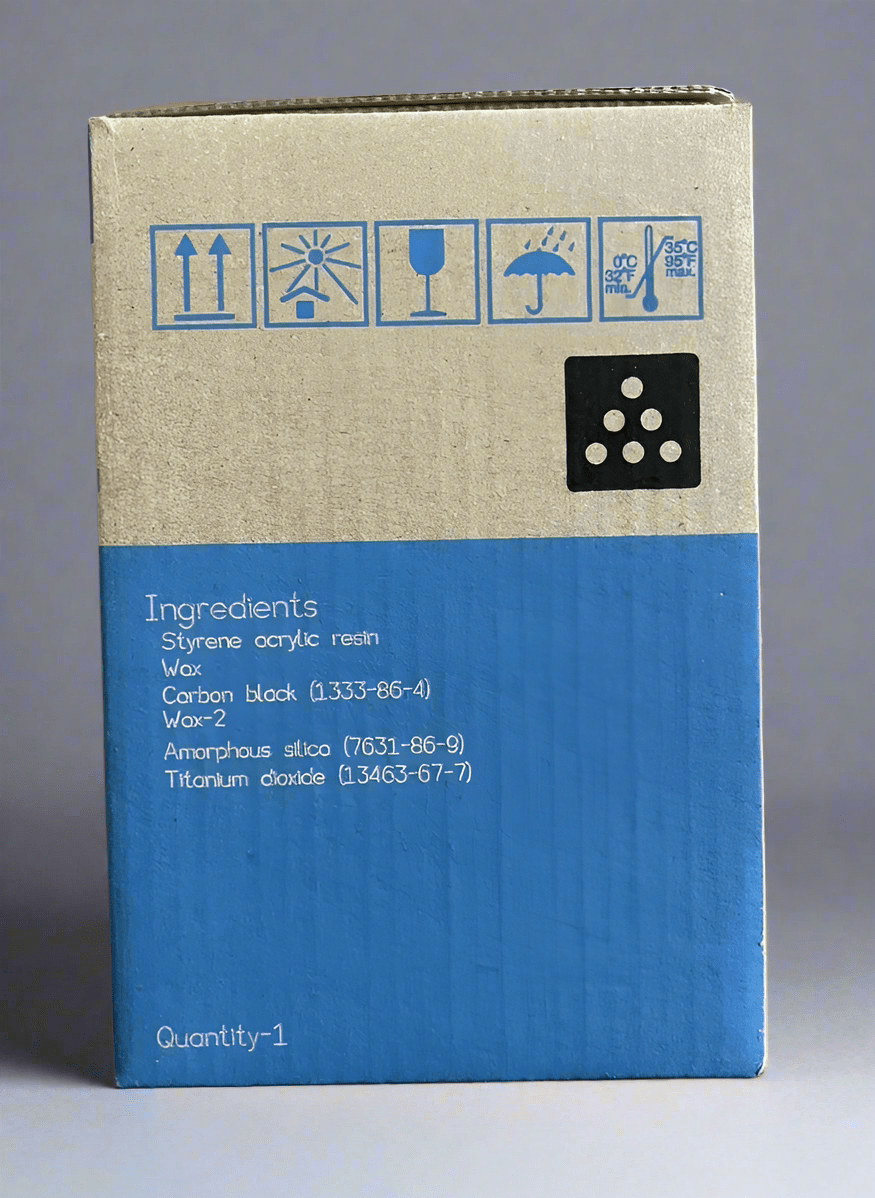 0°C
32°F
min.
35°C
95°F
max.
Ingredients
Styrene acrylic resin
Wax
Carbon black (1333-86-4)
Wax-2
Amorphous silica (7631-86-9)
Titanium dioxide (13463-67-7)
Quantity-1